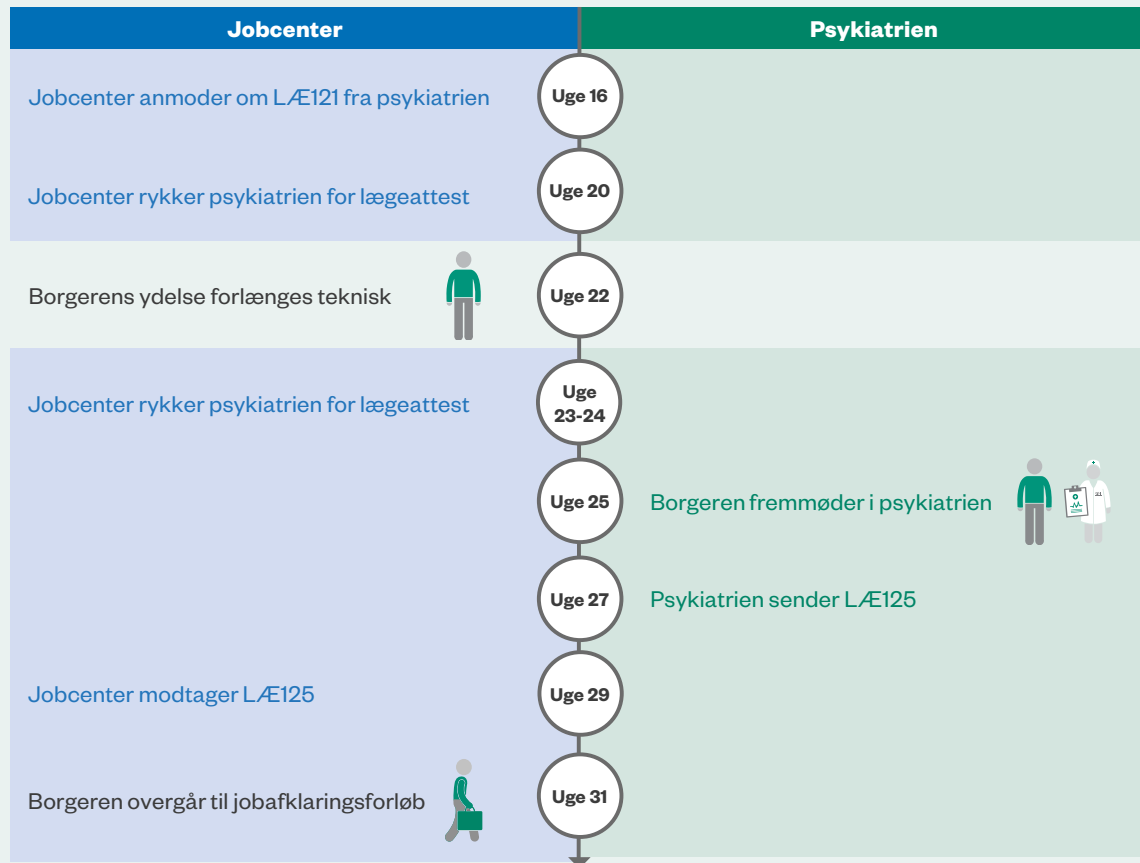 Jobcenter
Psykiatrien
Jobcenter anmoder om LÆ121 fra psykiatrien
Uge 16
Jobcenter rykker psykiatrien for lægeattest
Uge 20
Borgerens ydelse forlænges teknisk
Uge 22
Jobcenter rykker psykiatrien for lægeattest
Uge
23-24
Uge 25
Borgeren fremmøder i psykiatrien
Uge 27
Psykiatrien sender LÆ125
Jobcenter modtager LÆ125
Uge 29
Borgeren overgår til jobafklaringsforløb
Uge 31